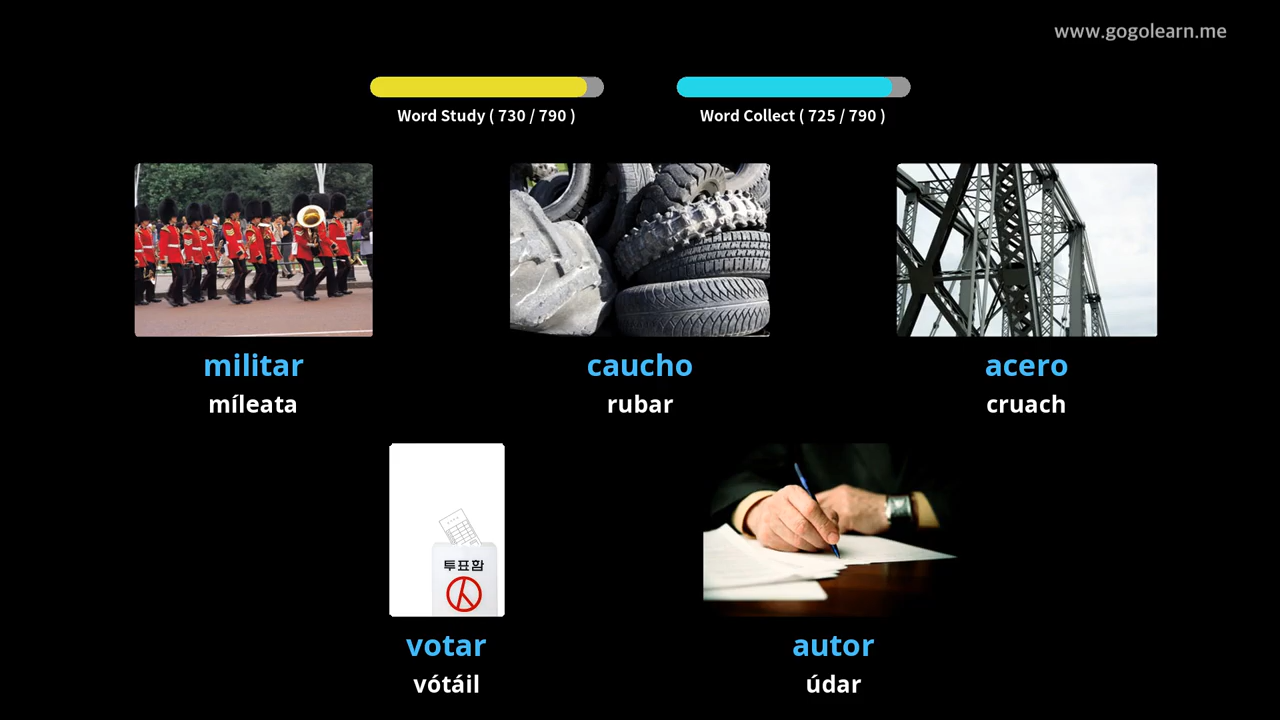 www.gogolearn.me
Word Study ( 730 / 790 )
Word Collect ( 725 / 790 )
militar
míleata
caucho
rubar
acero
cruach
투표함
votar
vótáil
autor
údar